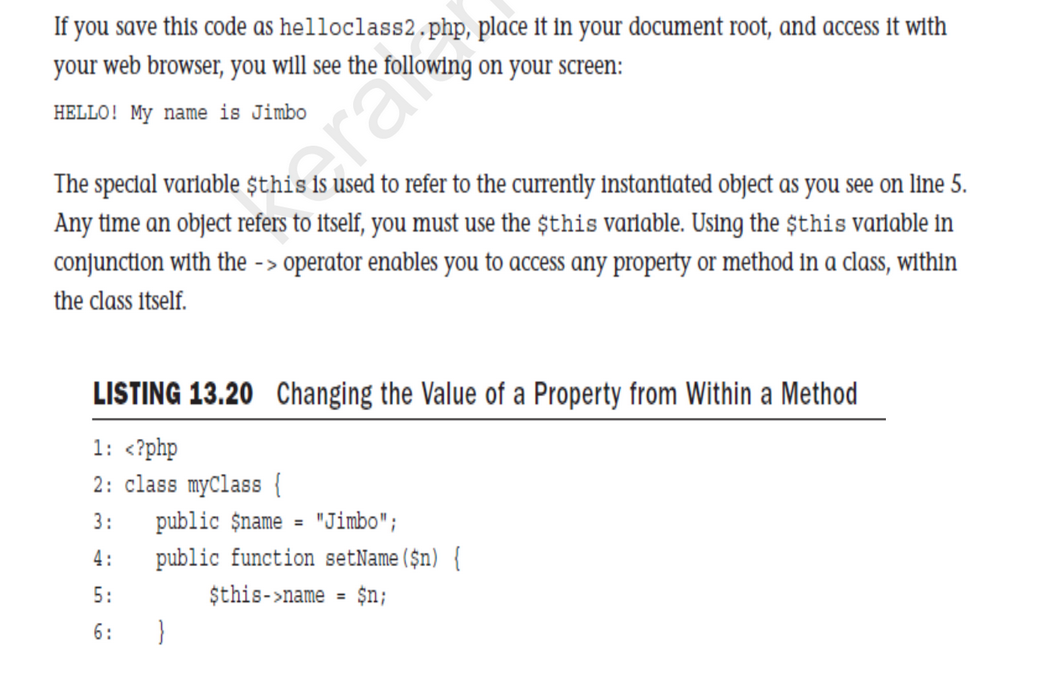 If you save this code as helloclass2.php, place it in your document root, and access it with
your web browser, you will see the following on your screen:
HELLO! My name is Jimbo
The special variable $this is used to refer to the currently instantiated object as you see on line 5.
Any time an object refers to itself, you must use the $this variable. Using the $this variable in
conjunction with the -> operator enables you to access any property or method in a class, within
the class itself.
LISTING 13.20 Changing the Value of a Property from Within a Method
1: <?php
2: class myClass {
3: public $name = "Jimbo";
4: public function setName($n) {
5: $this->name = $n;
6: }